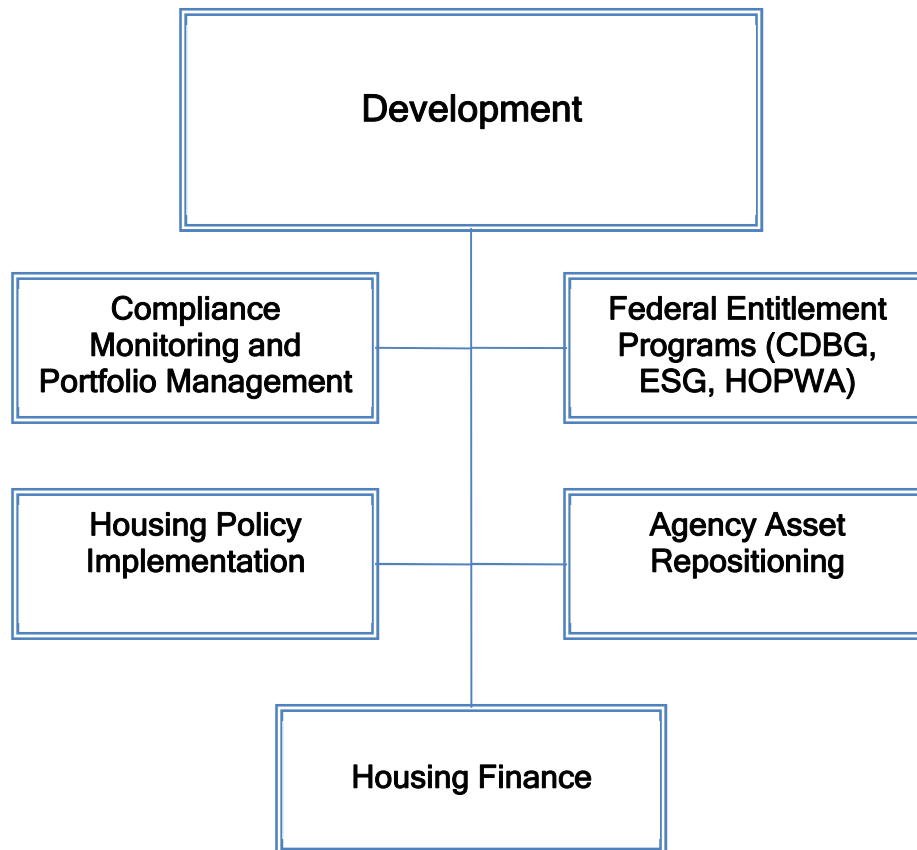 Development
Compliance
Monitoring and
Portfolio Management
Federal Entitlement
Programs (CDBG,
ESG, HOPWA)
Housing Policy
Implementation
Agency Asset
Repositioning
Housing Finance